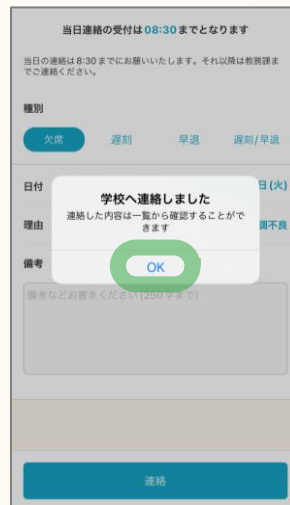 当日連絡の受付は08:30までとなります
当日の連絡は8:30までにお願いいたします。それ以降は教務課ま
でご連絡ください。
種別
欠席 遅刻 早退 遅刻/早退
日付 日(火)
学校へ連絡しました
連絡した内容は一覧から確認することがで
きます
理由 調不良
OK
備考
備考などお書きください(250字まで)
連絡